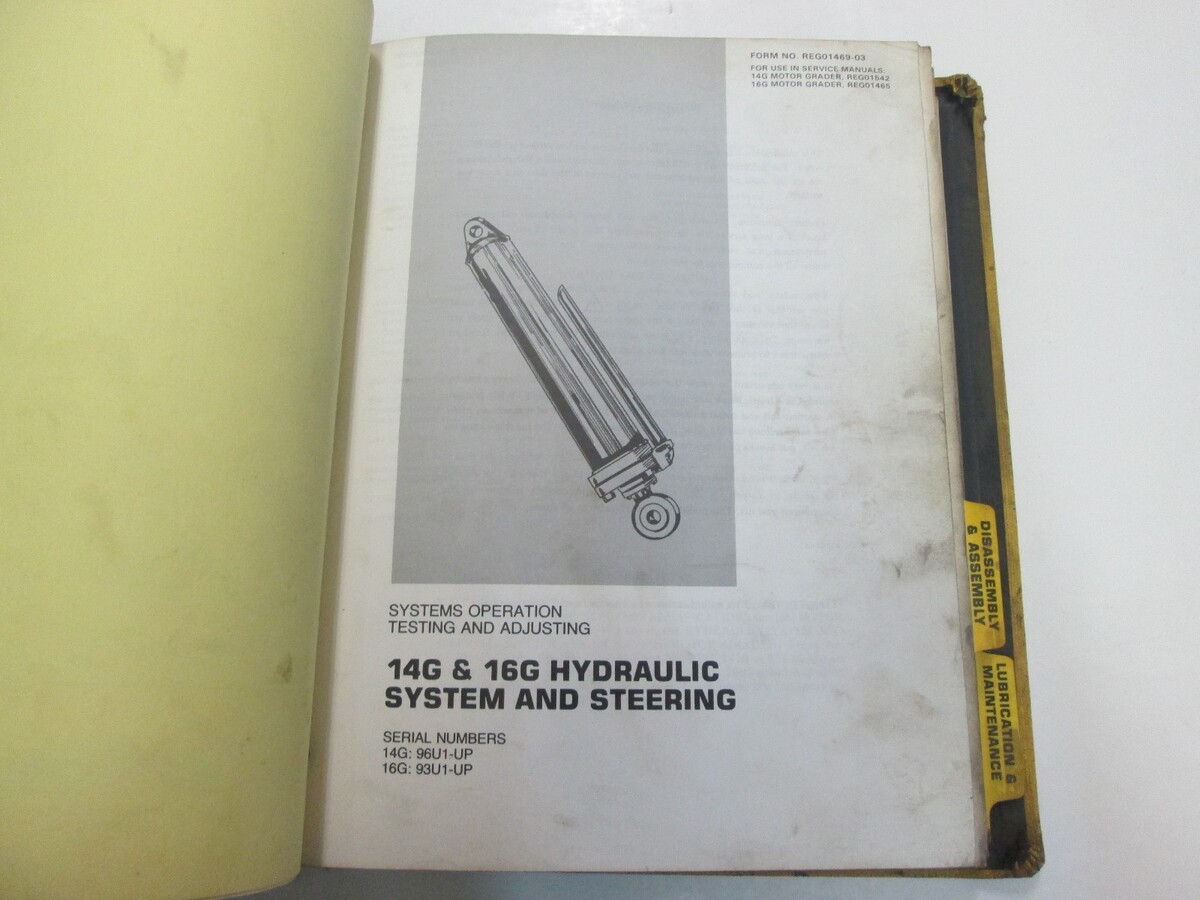 FORM NO. REG01469-03
FOR USE IN SERVICE MANUALS:
14G MOTOR GRADER, REG01542
16G MOTOR GRADER, REG01465
SYSTEMS OPERATION
TESTING AND ADJUSTING
14G & 16G HYDRAULIC
SYSTEM AND STEERING
SERIAL NUMBERS
14G: 96U1-UP
16G: 93U1-UP
DISASSEMBLY
& ASSEMBLY
LUBRICATION &
MAINTENANCE